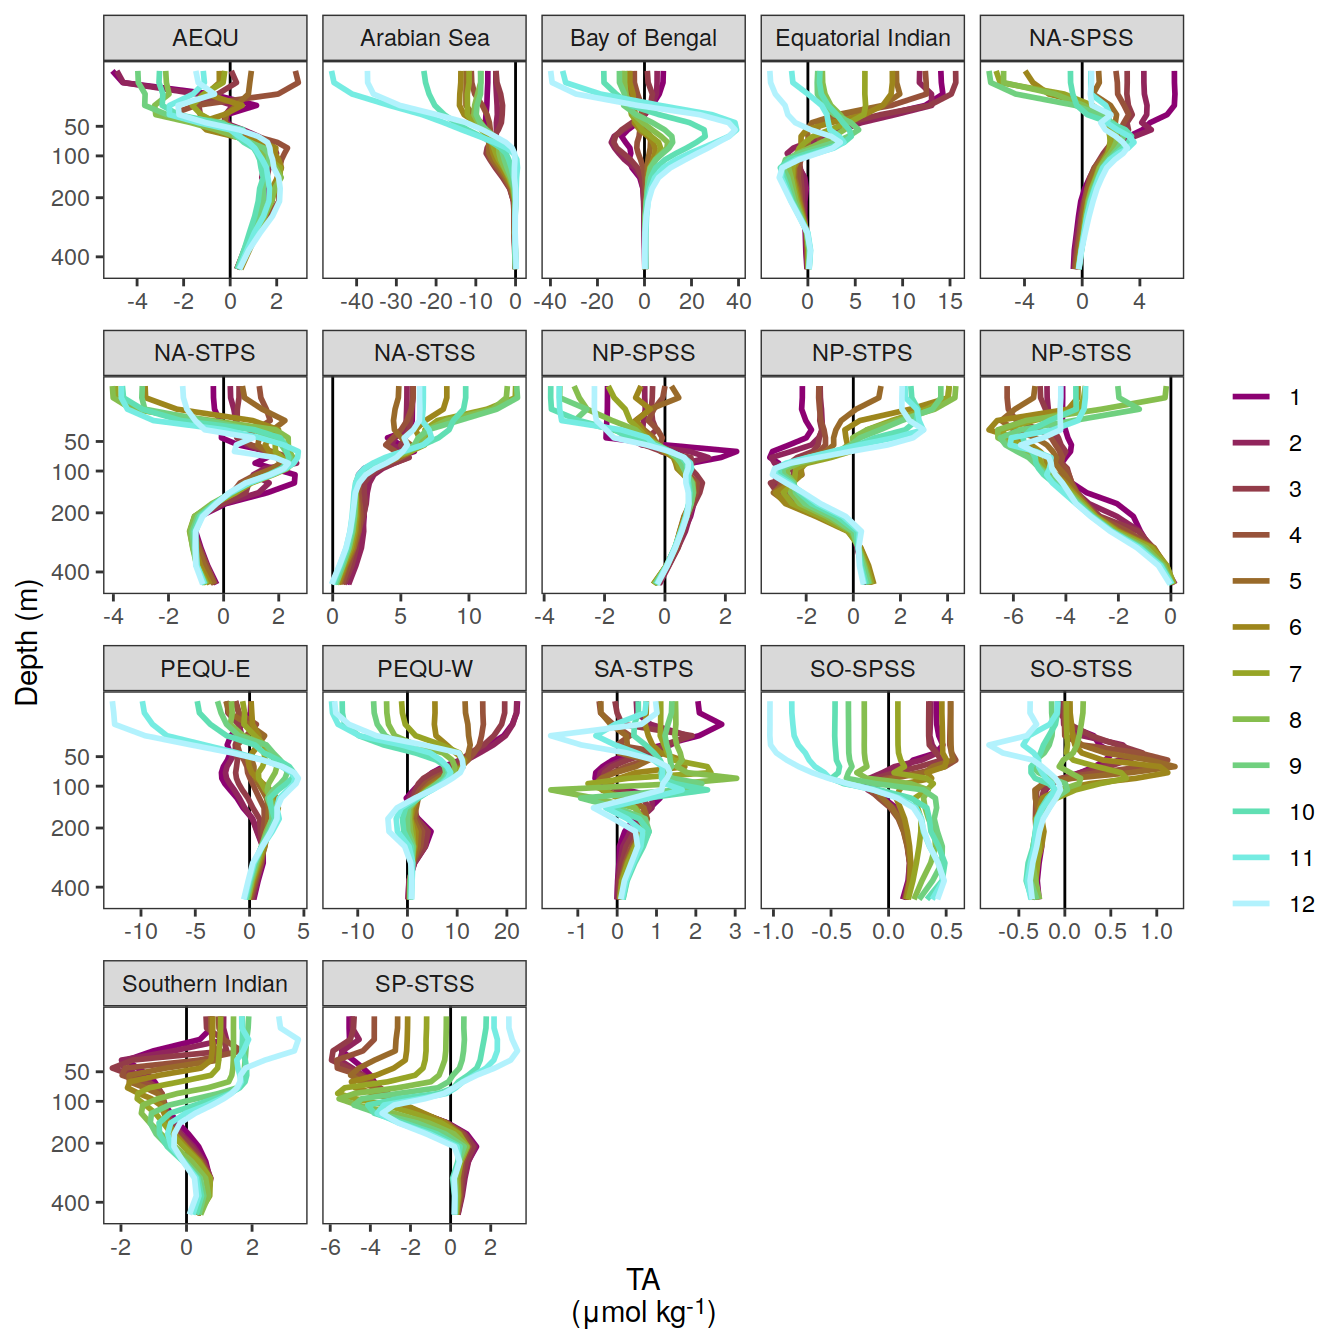 AEQU Arabian Sea Bay of Bengal Equatorial Indian NA-SPSS
50
100
200
400
-4 -2 0 2 -40 -30 -20 -10 0 -40 -20 0 20 40 0 5 10 15 -4 0 4
NA-STPS NA-STSS NP-SPSS NP-STPS NP-STSS
50
100
200
400
-4 -2 0 2 0 5 10 -4 -2 0 2 -2 0 2 4 -6 -4 -2 0
PEQU-E PEQU-W SA-STPS SO-SPSS SO-STSS
50
100
200
400
-10 -5 0 5 -10 0 10 20 -1 0 1 2 3 -1.0 -0.5 0.0 0.5 -0.5 0.0 0.5 1.0
Southern Indian SP-STSS
50
100
200
400
-2 0 2 -6 -4 -2 0 2
Depth (m)
TA
(µmol kg⁻¹)
1
2
3
4
5
6
7
8
9
10
11
12